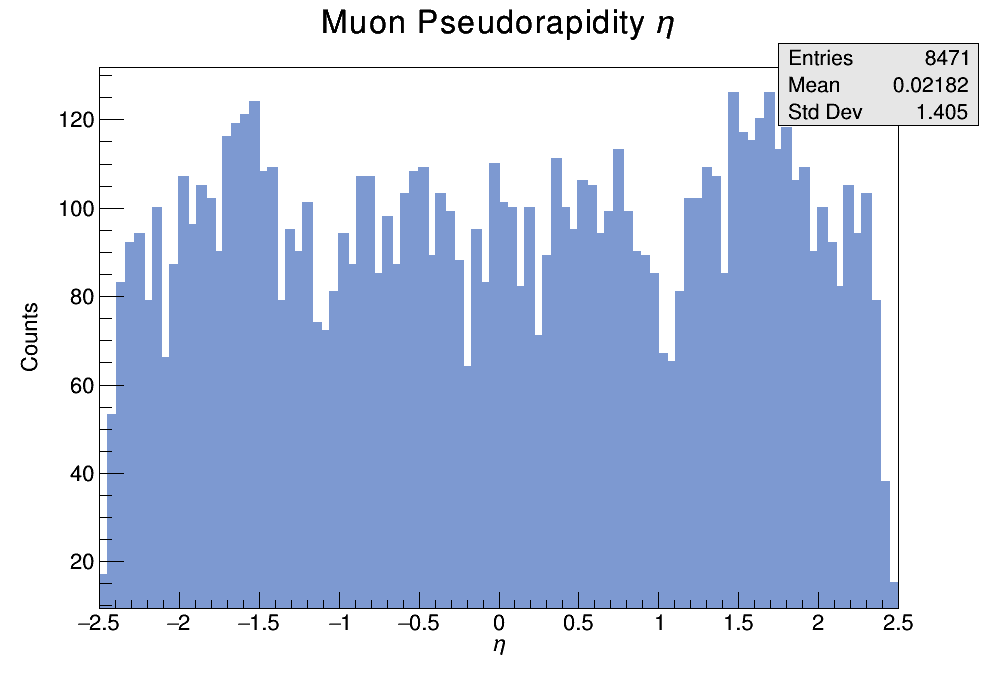 Muon Pseudorapidity η
Entries 8471
Mean 0.02182
Std Dev 1.405
120
100
80
60
40
20
Counts
−2.5 −2 −1.5 −1 −0.5 0 0.5 1 1.5 2 2.5
η